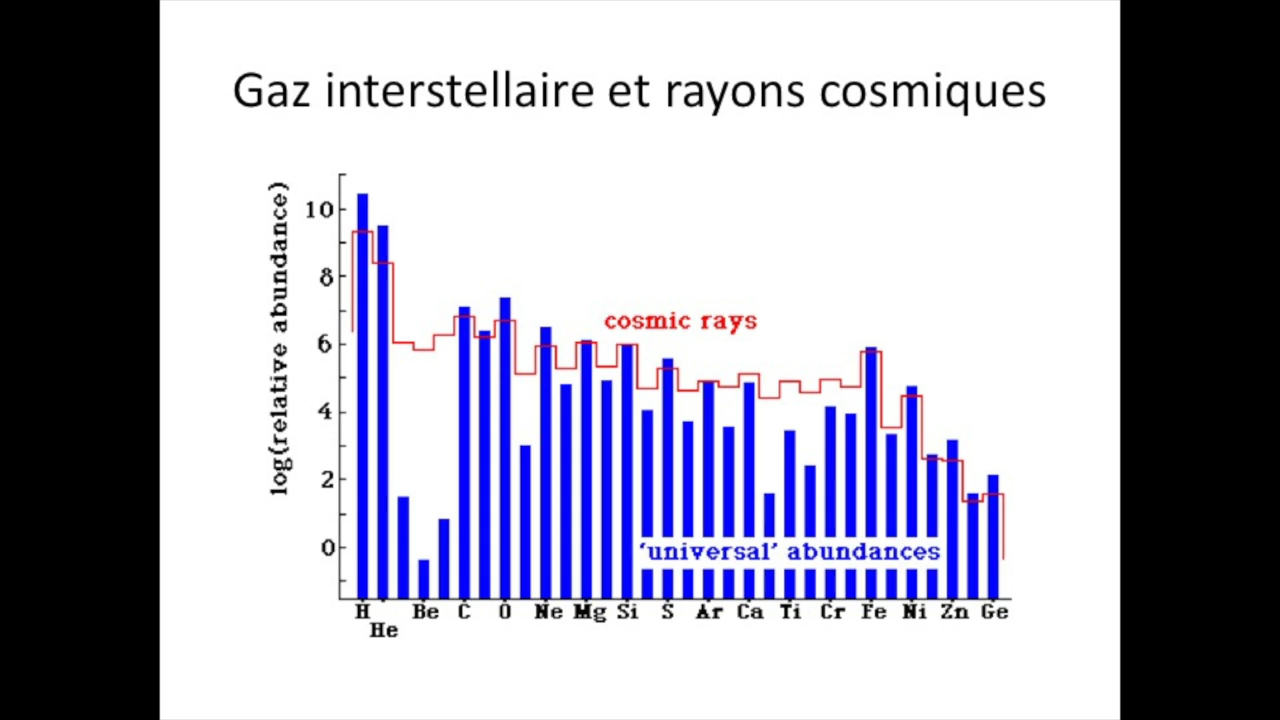 Gaz interstellaire et rayons cosmiques
log(relative abundance)
10
8
6
4
2
0
cosmic rays
‘universal’ abundances
H Be C O Ne Mg Si S Ar Ca Ti Cr Fe Ni Zn Ge
He